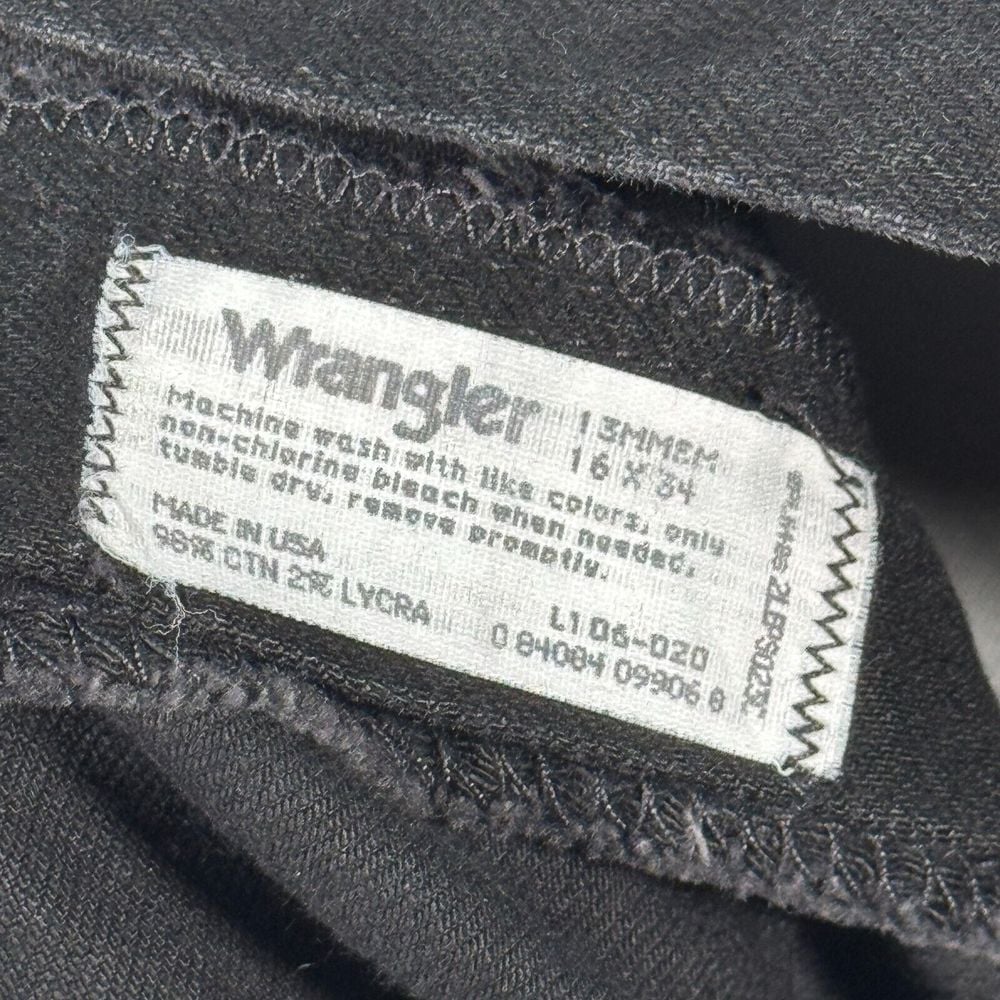 Wrangler
13MMEM
16 X 34
Machine wash with like colors, only
non-chlorine bleach when needed,
tumble dry, remove promptly.
MADE IN USA
98% CTN 2% LYCRA
L106-020
0 84084 09906 8